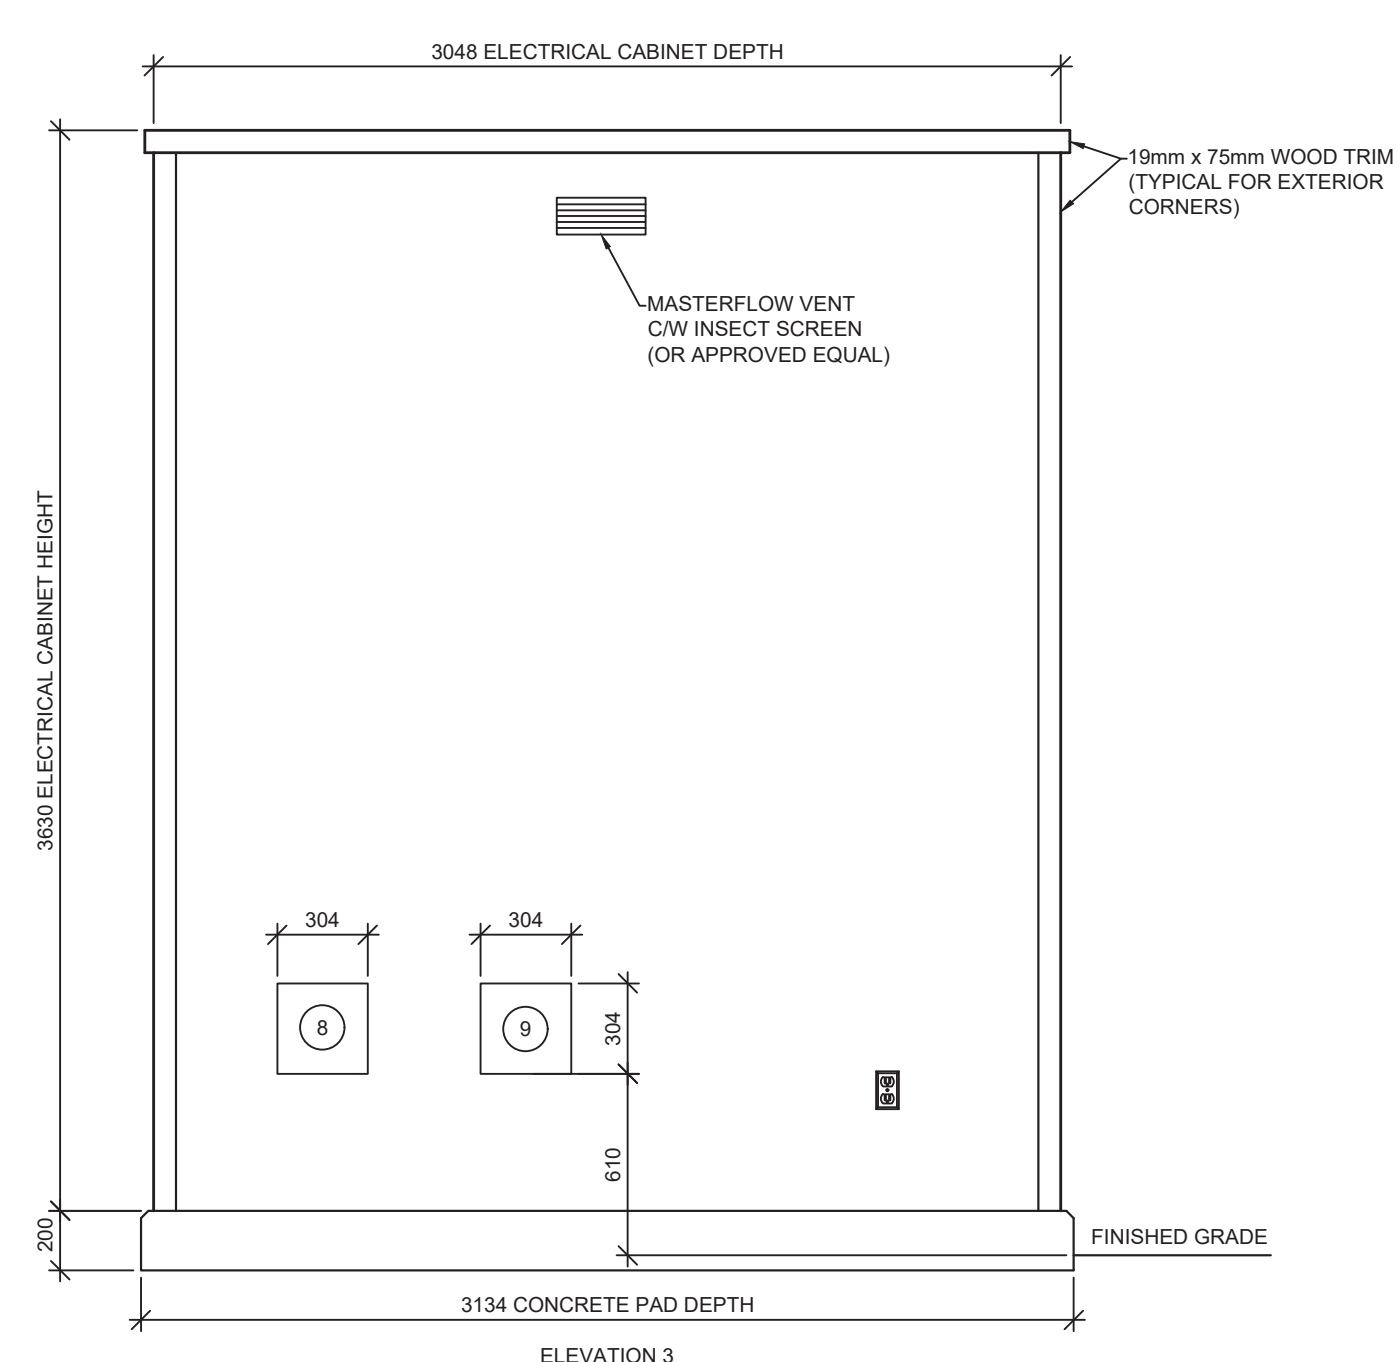 3048 ELECTRICAL CABINET DEPTH
19mm x 75mm WOOD TRIM
(TYPICAL FOR EXTERIOR
CORNERS)
MASTERFLOW VENT
C/W INSECT SCREEN
(OR APPROVED EQUAL)
3630 ELECTRICAL CABINET HEIGHT
304
304
8
9
304
610
200
FINISHED GRADE
3134 CONCRETE PAD DEPTH
ELEVATION 3